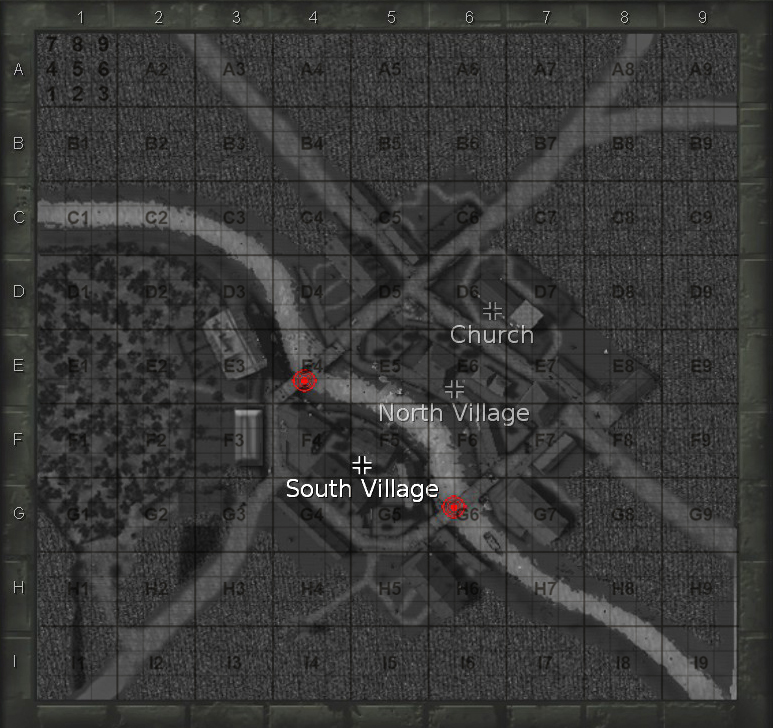 1 2 3 4 5 6 7 8 9
7 8 9
A 4 5 6 A2 A3 A4 A5 A6 A7 A8 A9
1 2 3
B B1 B2 B3 B4 B5 B6 B7 B8 B9
C C1 C2 C3 C4 C5 C6 C7 C8 C9
D D1 D2 D3 D4 D5 D6 D7 D8 D9
Church
E E1 E2 E3 E4 E5 E6 E7 E8 E9
North Village
F F1 F2 F3 F4 F5 F6 F7 F8 F9
South Village
G G1 G2 G3 G4 G5 G6 G7 G8 G9
H H1 H2 H3 H4 H5 H6 H7 H8 H9
I I1 I2 I3 I4 I5 I6 I7 I8 I9